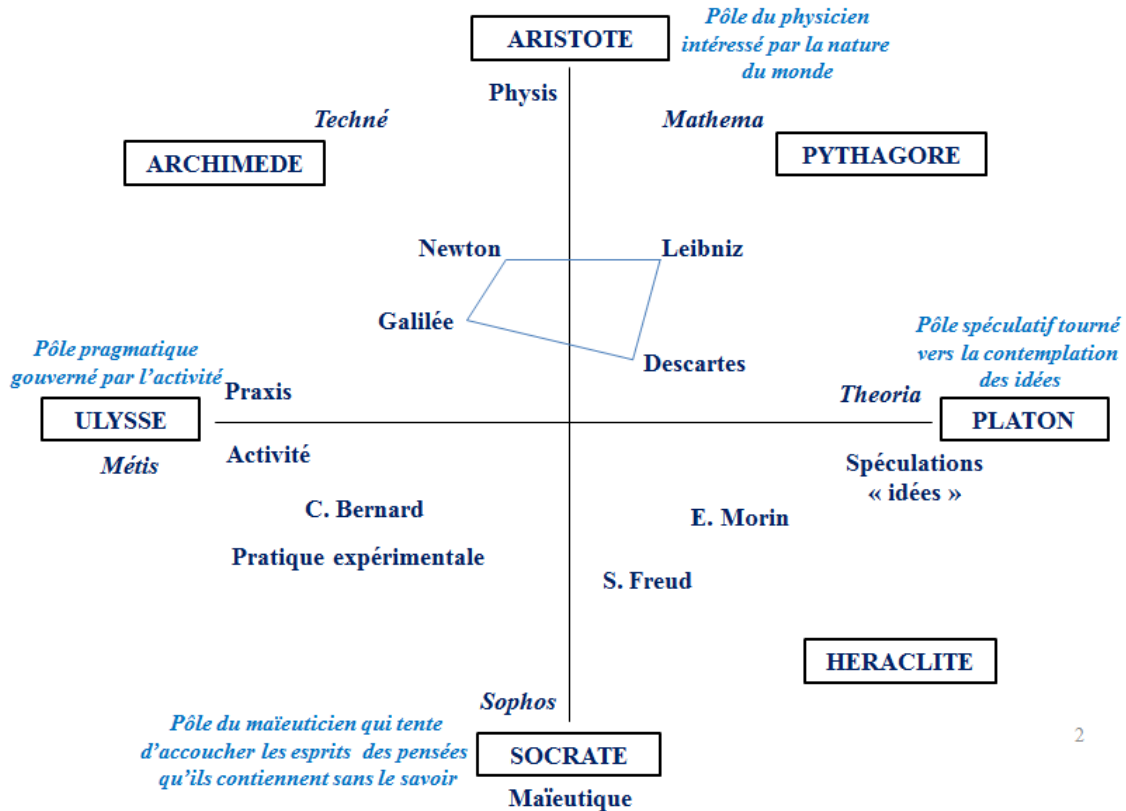 ARISTOTE
Pôle du physicien
intéressé par la nature
du monde
Physis
Techné
Mathema
ARCHIMEDE
PYTHAGORE
Newton
Leibniz
Galilée
Descartes
Pôle pragmatique
gouverné par l’activité
Pôle spéculatif tourné
vers la contemplation
des idées
Praxis
Theoria
ULYSSE
PLATON
Métis
Activité
Spéculations
« idées »
C. Bernard
E. Morin
Pratique expérimentale
S. Freud
HERACLITE
Sophos
Pôle du maïeuticien qui tente
d’accoucher les esprits des pensées
qu’ils contiennent sans le savoir
SOCRATE
Maïeutique
2